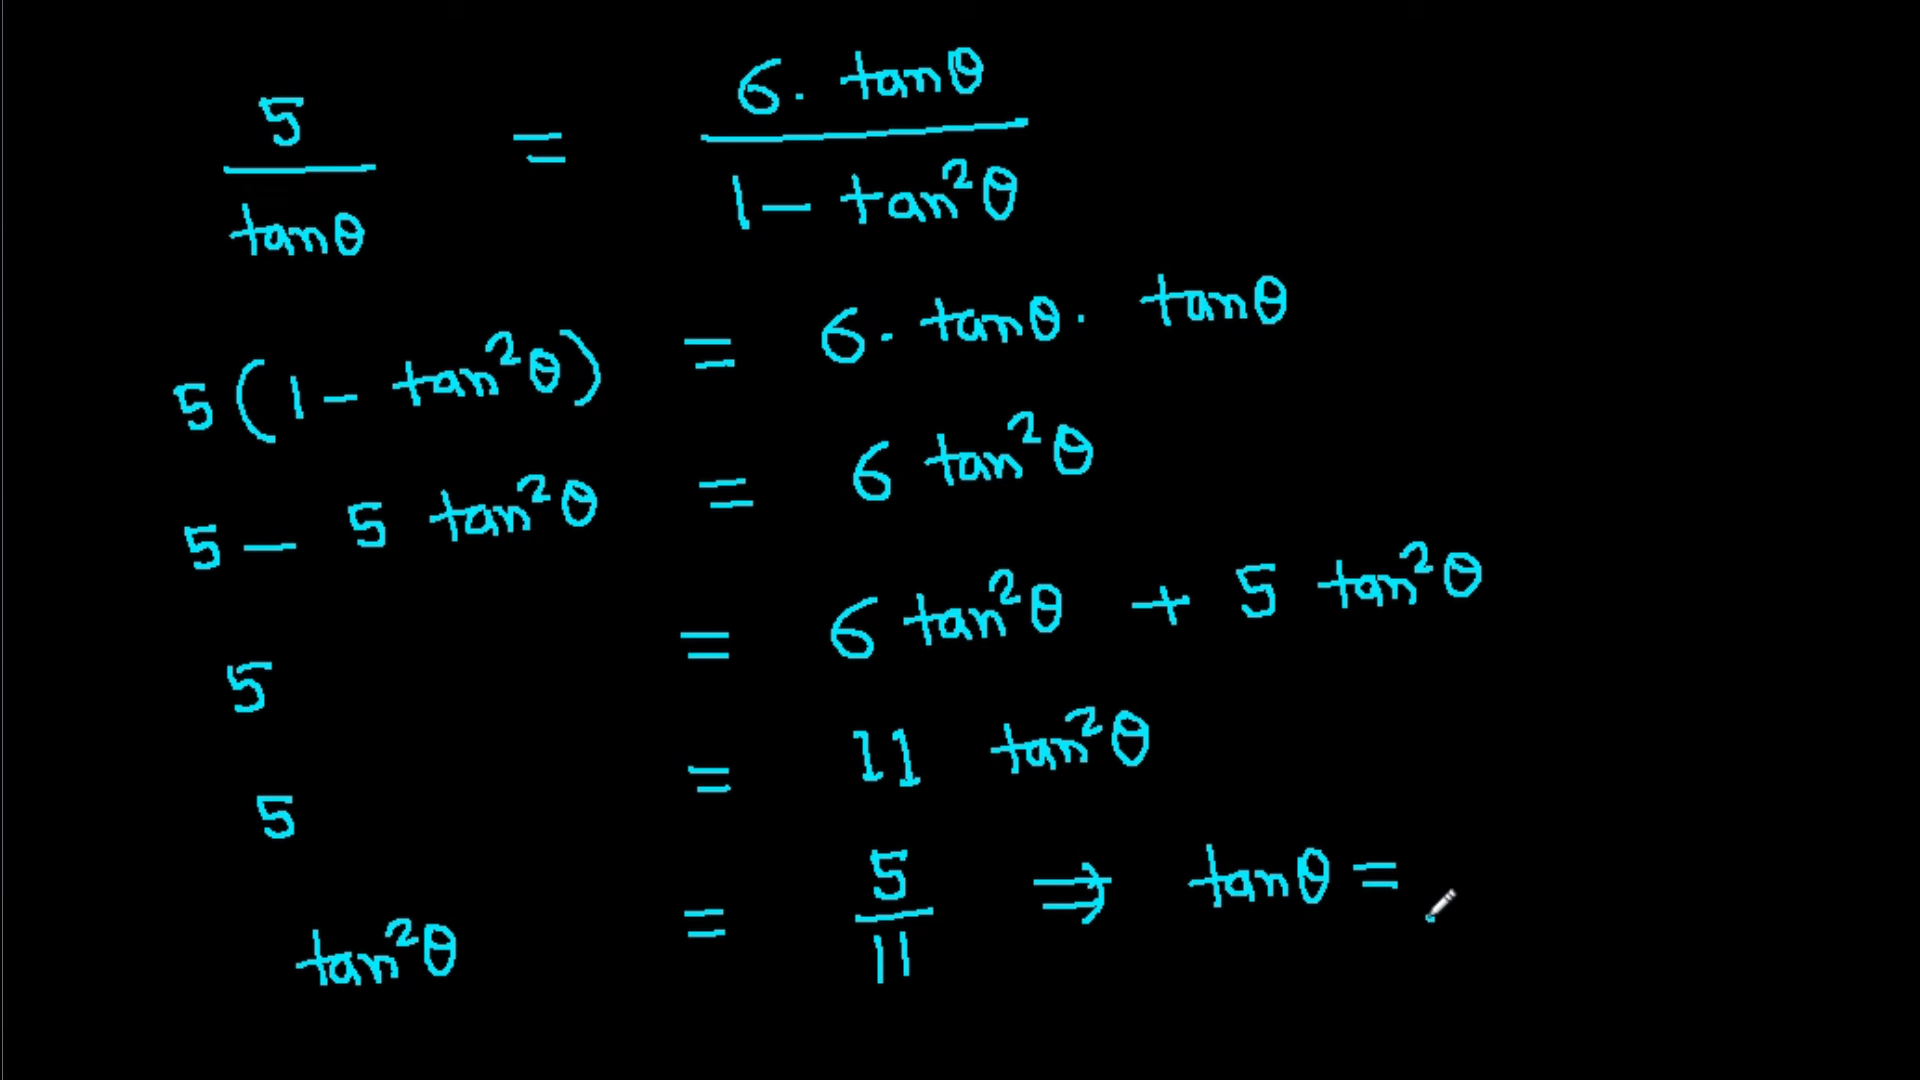 5/tanθ = 6. tanθ/1 - tan²θ
5(1 - tan²θ) = 6. tanθ. tanθ
5 - 5 tan²θ = 6 tan²θ
5 = 6 tan²θ + 5 tan²θ
5 = 11 tan²θ
tan²θ = 5/11 ⇒ tanθ =